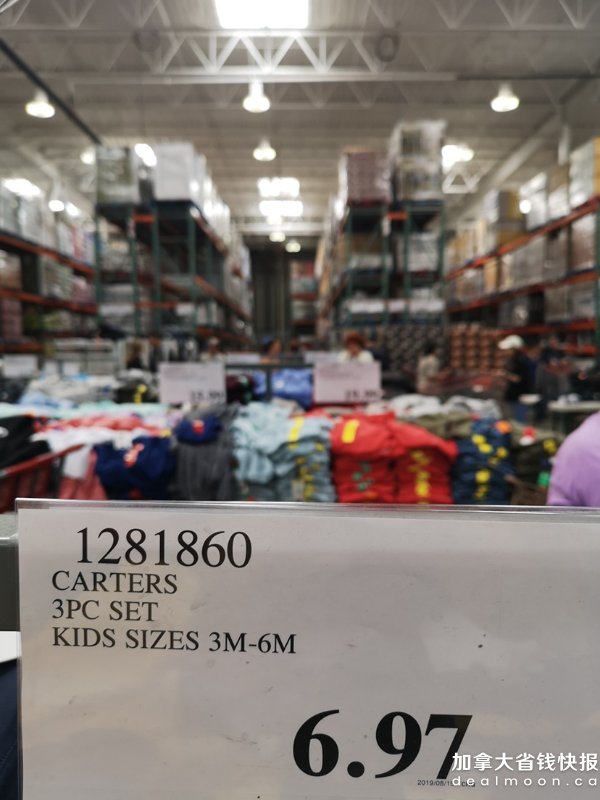 1281860
CARTERS
3PC SET
KIDS SIZES 3M-6M
6.97
加拿大省钱快报
dealmoon.ca